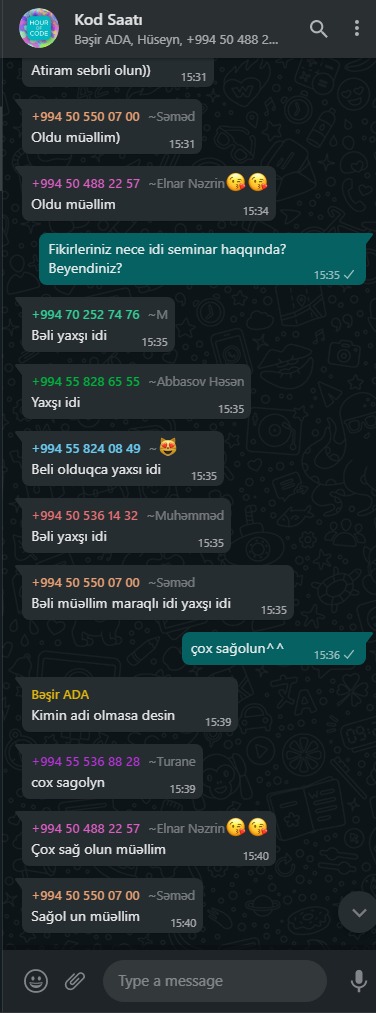 HOUR
OF
CODE
Kod Saatı
Bəşir ADA, Hüseyn, +994 50 488 2...
Atiram sebrli olun))
15:31
+994 50 550 07 00 ~Səməd
Oldu müəllim)
15:31
+994 50 488 22 57 ~Elnar Nəzrin😘😘
Oldu müəllim
15:34
Fikirleriniz nece idi seminar haqqında?
Beyendiniz?
15:35
+994 70 252 74 76 ~M
Bəli yaxşı idi
15:35
+994 55 828 65 55 ~Abbasov Həsən
Yaxşı idi
15:35
+994 55 824 08 49 ~😻
Beli olduqca yaxsı idi
15:35
+994 50 536 14 32 ~Muhəmməd
Bəli yaxşı idi
15:35
+994 50 550 07 00 ~Səməd
Bəli müəllim maraqlı idi yaxşı idi
15:35
çox sağolun^^
15:36
Bəşir ADA
Kimin adi olmasa desin
15:39
+994 55 536 88 28 ~Turane
cox sagolyn
15:39
+994 50 488 22 57 ~Elnar Nəzrin😘😘
Çox sağ olun müəllim
15:40
+994 50 550 07 00 ~Səməd
Sağol un müəllim
15:40
Type a message